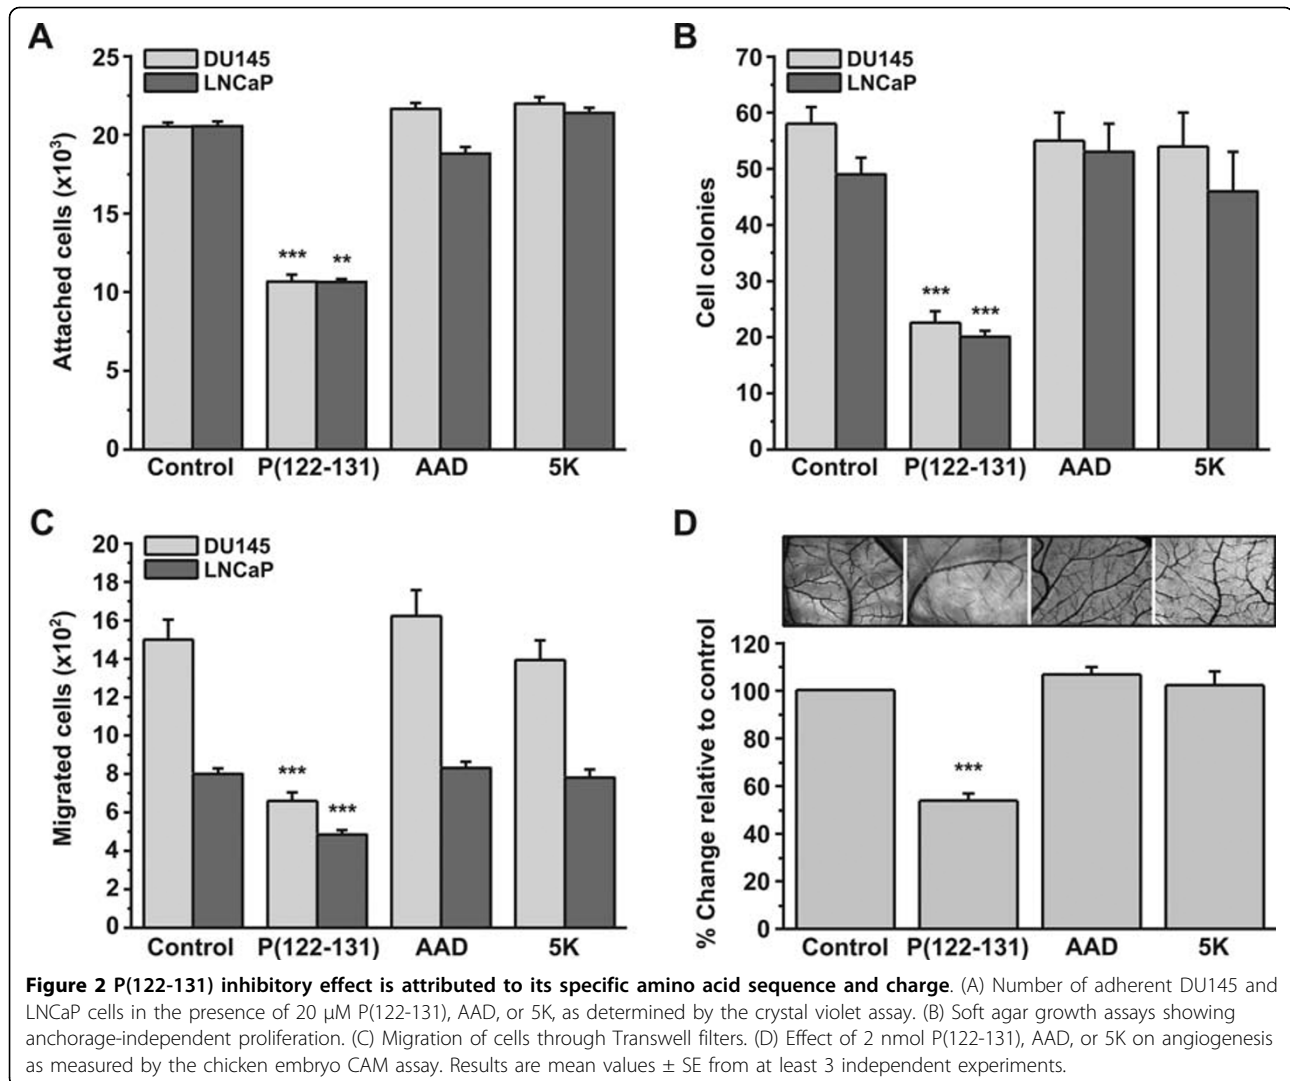 A
DU145
LNCaP
Attached cells (x10³)
25
20
15
10
5
0
***
**
Control P(122-131) AAD 5K
B
DU145
LNCaP
Cell colonies
70
60
50
40
30
20
10
0
***
***
Control P(122-131) AAD 5K
C
DU145
LNCaP
Migrated cells (x10²)
20
18
16
14
12
10
8
6
4
2
0
***
***
Control P(122-131) AAD 5K
D
% Change relative to control
120
100
80
60
40
20
0
***
Control P(122-131) AAD 5K
Figure 2 P(122-131) inhibitory effect is attributed to its specific amino acid sequence and charge. (A) Number of adherent DU145 and
LNCaP cells in the presence of 20 μM P(122-131), AAD, or 5K, as determined by the crystal violet assay. (B) Soft agar growth assays showing
anchorage-independent proliferation. (C) Migration of cells through Transwell filters. (D) Effect of 2 nmol P(122-131), AAD, or 5K on angiogenesis
as measured by the chicken embryo CAM assay. Results are mean values ± SE from at least 3 independent experiments.